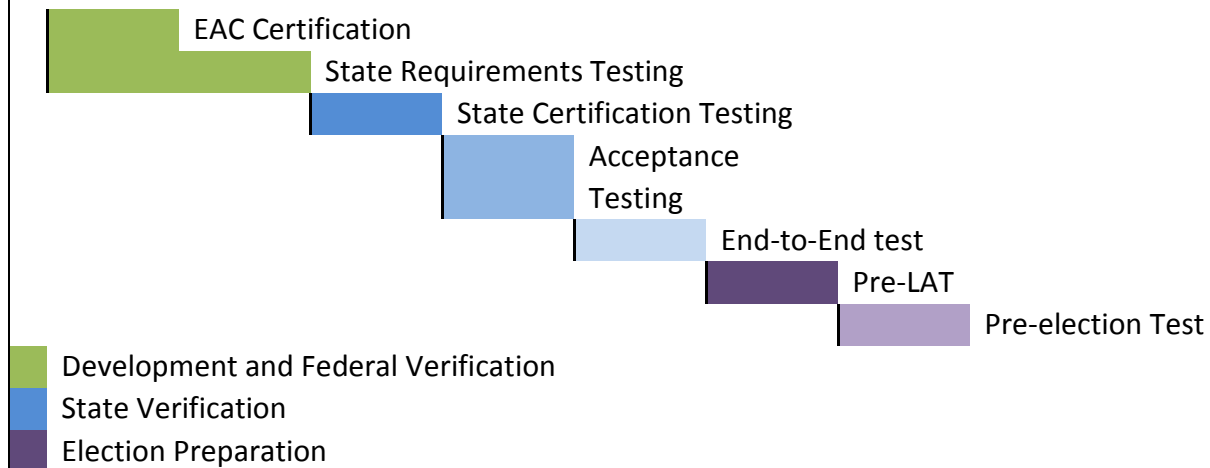 EAC Certification
State Requirements Testing
State Certification Testing
Acceptance
Testing
End-to-End test
Pre-LAT
Pre-election Test
Development and Federal Verification
State Verification
Election Preparation